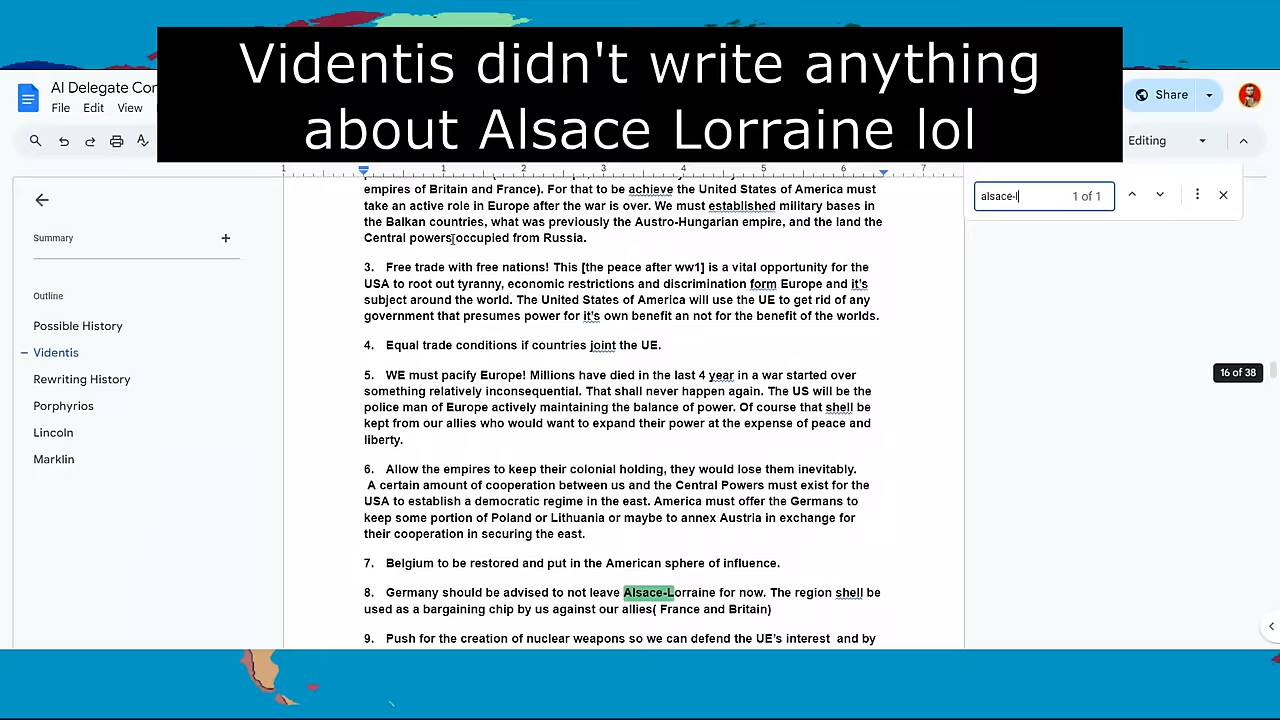 Videntis didn't write anything
about Alsace Lorraine lol
AI Delegate Con
File Edit View
Share
Editing
1 1 2 3 4 5 6 7
alsace-l 1 of 1
Summary
Outline
Possible History
Videntis
Rewriting History
Porphyrios
Lincoln
Marklin
empires of Britain and France). For that to be achieve the United States of America must
take an active role in Europe after the war is over. We must established military bases in
the Balkan countries, what was previously the Austro-Hungarian empire, and the land the
Central powers occupied from Russia.
3. Free trade with free nations! This [the peace after ww1] is a vital opportunity for the
USA to root out tyranny, economic restrictions and discrimination form Europe and it's
subject around the world. The United States of America will use the UE to get rid of any
government that presumes power for it's own benefit an not for the benefit of the worlds.
4. Equal trade conditions if countries joint the UE.
5. WE must pacify Europe! Millions have died in the last 4 year in a war started over
something relatively inconsequential. That shall never happen again. The US will be the
police man of Europe actively maintaining the balance of power. Of course that shell be
kept from our allies who would want to expand their power at the expense of peace and
liberty.
6. Allow the empires to keep their colonial holding, they would lose them inevitably.
A certain amount of cooperation between us and the Central Powers must exist for the
USA to establish a democratic regime in the east. America must offer the Germans to
keep some portion of Poland or Lithuania or maybe to annex Austria in exchange for
their cooperation in securing the east.
7. Belgium to be restored and put in the American sphere of influence.
8. Germany should be advised to not leave Alsace-Lorraine for now. The region shell be
used as a bargaining chip by us against our allies( France and Britain)
9. Push for the creation of nuclear weapons so we can defend the UE's interest and by
16 of 38